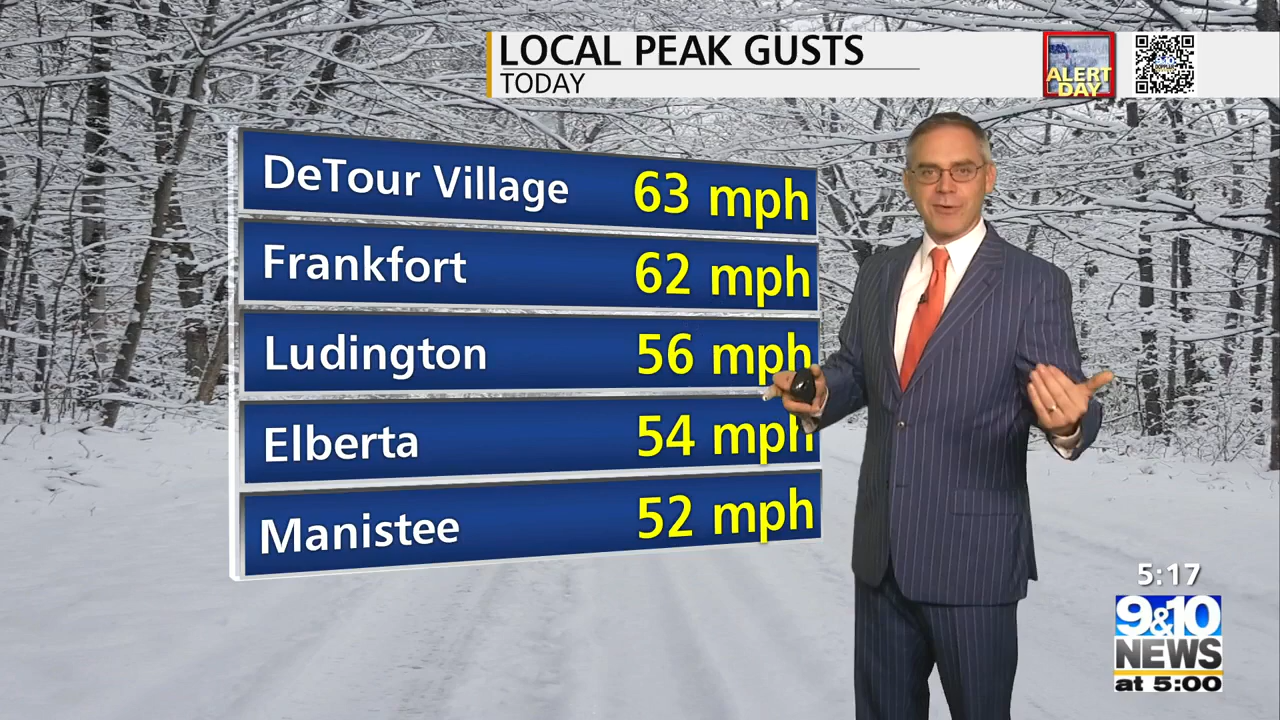 LOCAL PEAK GUSTS
TODAY
ALERT
DAY
DeTour Village 63 mph
Frankfort 62 mph
Ludington 56 mph
Elberta 54 mph
Manistee 52 mph
5:17
9&10
NEWS
at 5:00